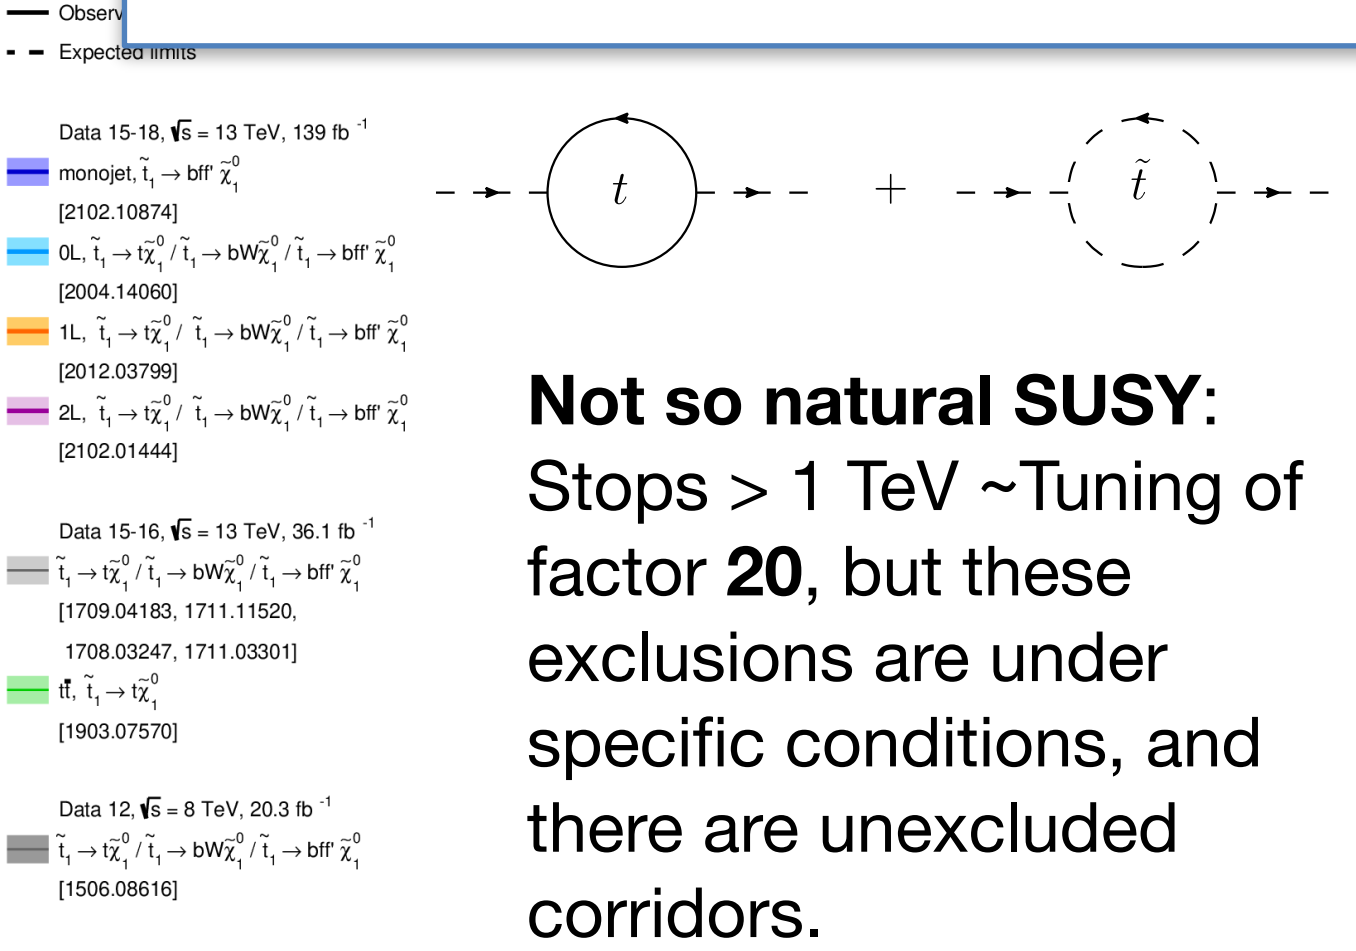 Observ
Expected limits
Data 15-18, √s = 13 TeV, 139 fb⁻¹
monojet, t̃₁ → bff' χ̃₁⁰
[2102.10874]
0L, t̃₁ → tχ̃₁⁰ / t̃₁ → bWχ̃₁⁰ / t̃₁ → bff' χ̃₁⁰
[2004.14060]
1L, t̃₁ → tχ̃₁⁰ / t̃₁ → bWχ̃₁⁰ / t̃₁ → bff' χ̃₁⁰
[2012.03799]
2L, t̃₁ → tχ̃₁⁰ / t̃₁ → bWχ̃₁⁰ / t̃₁ → bff' χ̃₁⁰
[2102.01444]
Data 15-16, √s = 13 TeV, 36.1 fb⁻¹
t̃₁ → tχ̃₁⁰ / t̃₁ → bWχ̃₁⁰ / t̃₁ → bff' χ̃₁⁰
[1709.04183, 1711.11520,
1708.03247, 1711.03301]
tt̄, t̃₁ → tχ̃₁⁰
[1903.07570]
Data 12, √s = 8 TeV, 20.3 fb⁻¹
t̃₁ → tχ̃₁⁰ / t̃₁ → bWχ̃₁⁰ / t̃₁ → bff' χ̃₁⁰
[1506.08616]
t + t̃
Not so natural SUSY:
Stops > 1 TeV ~Tuning of
factor 20, but these
exclusions are under
specific conditions, and
there are unexcluded
corridors.